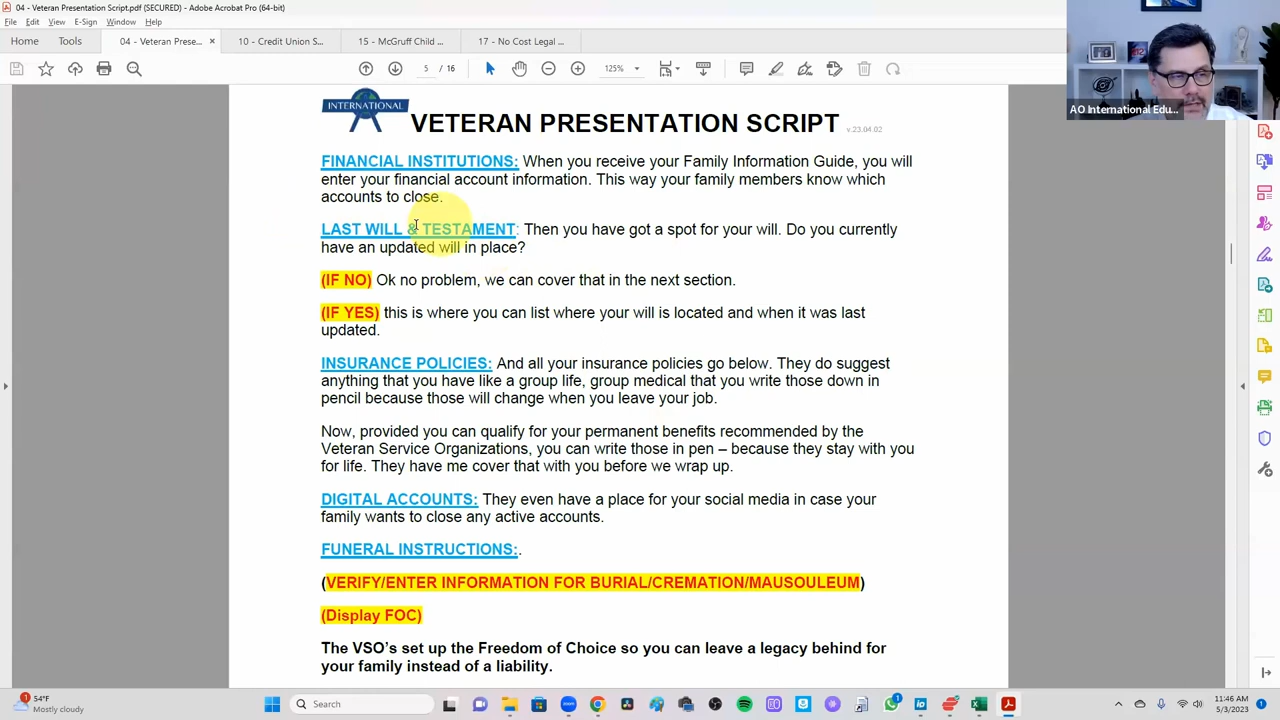 04 - Veteran Presentation Script.pdf (SECURED) - Adobe Acrobat Pro (64-bit)
File Edit View E-Sign Window Help
Home Tools 04 - Veteran Prese... × 10 - Credit Union S... 15 - McGruff Child ... 17 - No Cost Legal ...
5 / 16 125%
AO International Edu...
INTERNATIONAL
VETERAN PRESENTATION SCRIPT v.23.04.02
FINANCIAL INSTITUTIONS: When you receive your Family Information Guide, you will
enter your financial account information. This way your family members know which
accounts to close.
LAST WILL & TESTAMENT: Then you have got a spot for your will. Do you currently
have an updated will in place?
(IF NO) Ok no problem, we can cover that in the next section.
(IF YES) this is where you can list where your will is located and when it was last
updated.
INSURANCE POLICIES: And all your insurance policies go below. They do suggest
anything that you have like a group life, group medical that you write those down in
pencil because those will change when you leave your job.
Now, provided you can qualify for your permanent benefits recommended by the
Veteran Service Organizations, you can write those in pen – because they stay with you
for life. They have me cover that with you before we wrap up.
DIGITAL ACCOUNTS: They even have a place for your social media in case your
family wants to close any active accounts.
FUNERAL INSTRUCTIONS:.
(VERIFY/ENTER INFORMATION FOR BURIAL/CREMATION/MAUSOULEUM)
(Display FOC)
The VSO's set up the Freedom of Choice so you can leave a legacy behind for
your family instead of a liability.
1 54°F
Mostly cloudy
Search
1
11:46 AM
5/3/2023